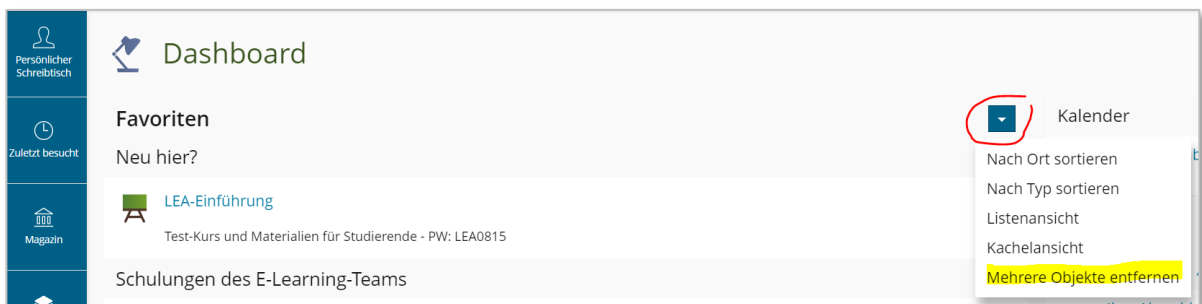 Persönlicher
Schreibtisch
Zuletzt besucht
Magazin
Dashboard
Favoriten
Neu hier?
LEA-Einführung
Test-Kurs und Materialien für Studierende - PW: LEA0815
Schulungen des E-Learning-Teams
Kalender
Nach Ort sortieren
Nach Typ sortieren
Listenansicht
Kachelansicht
Mehrere Objekte entfernen